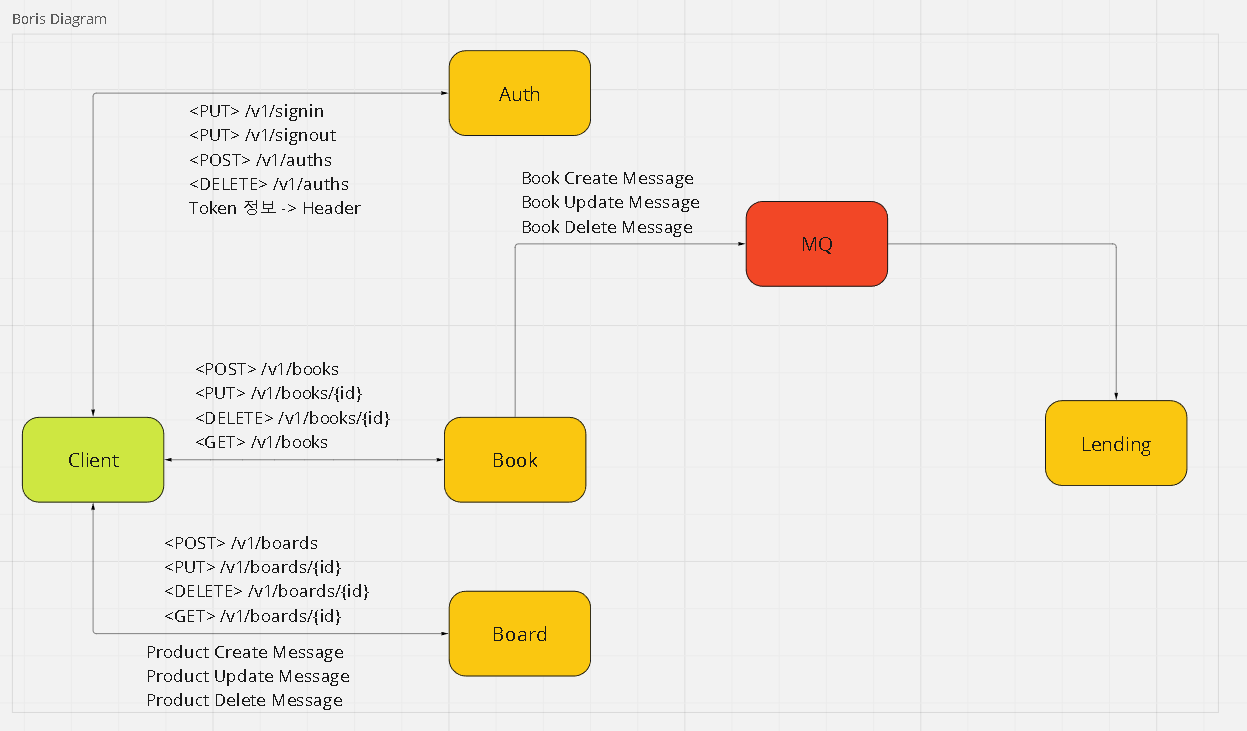 Boris Diagram
Auth
<PUT> /v1/signin
<PUT> /v1/signout
<POST> /v1/auths
<DELETE> /v1/auths
Token 정보 -> Header
Book Create Message
Book Update Message
Book Delete Message
MQ
<POST> /v1/books
<PUT> /v1/books/{id}
<DELETE> /v1/books/{id}
<GET> /v1/books
Client
Book
Lending
<POST> /v1/boards
<PUT> /v1/boards/{id}
<DELETE> /v1/boards/{id}
<GET> /v1/boards/{id}
Board
Product Create Message
Product Update Message
Product Delete Message